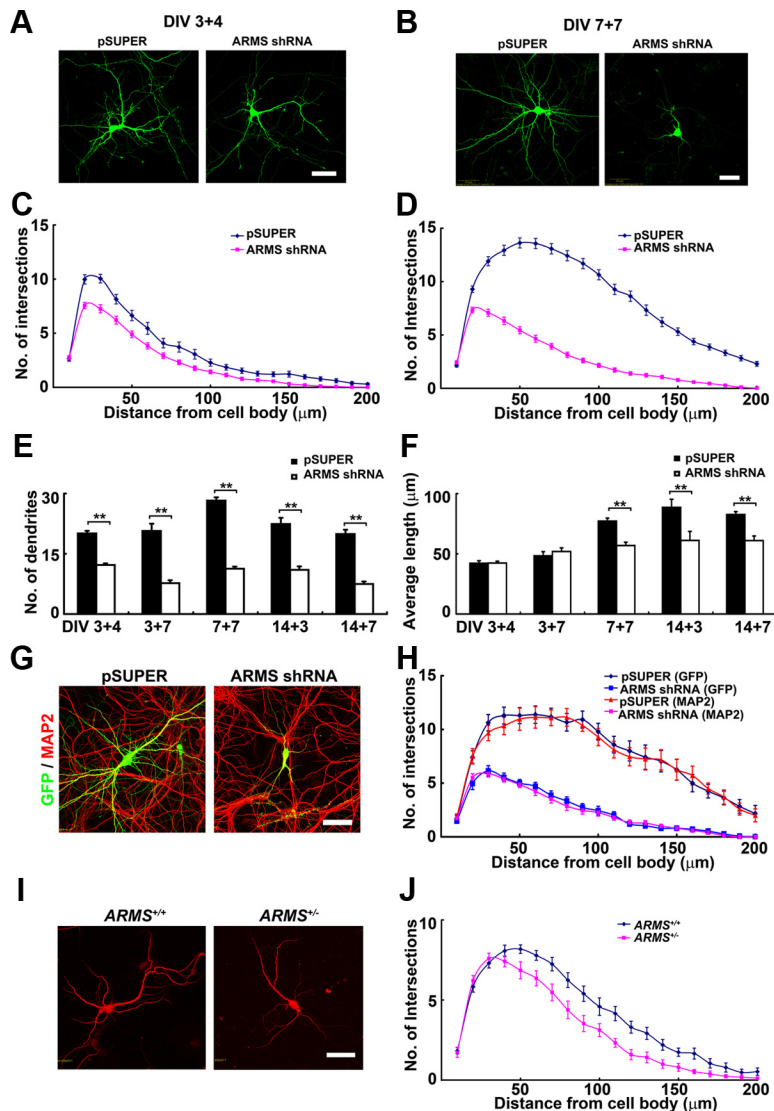 A
DIV 3+4
pSUPER
ARMS shRNA
B
DIV 7+7
pSUPER
ARMS shRNA
C
No. of intersections
15
10
5
0
pSUPER
ARMS shRNA
50
100
150
200
Distance from cell body (μm)
D
No. of Intersections
15
10
5
0
pSUPER
ARMS shRNA
50
100
150
200
Distance from cell body (μm)
E
No. of dendrites
30
15
0
pSUPER
ARMS shRNA
**
**
**
**
**
DIV 3+4
3+7
7+7
14+3
14+7
F
Average length (μm)
100
50
0
pSUPER
ARMS shRNA
**
**
**
DIV 3+4
3+7
7+7
14+3
14+7
G
pSUPER
ARMS shRNA
GFP / MAP2
H
No. of intersections
15
10
5
0
pSUPER (GFP)
ARMS shRNA (GFP)
pSUPER (MAP2)
ARMS shRNA (MAP2)
50
100
150
200
Distance from cell body (μm)
I
ARMS+/+
ARMS+/-
J
No. of Intersections
10
5
0
ARMS+/+
ARMS+/-
50
100
150
200
Distance from cell body (μm)